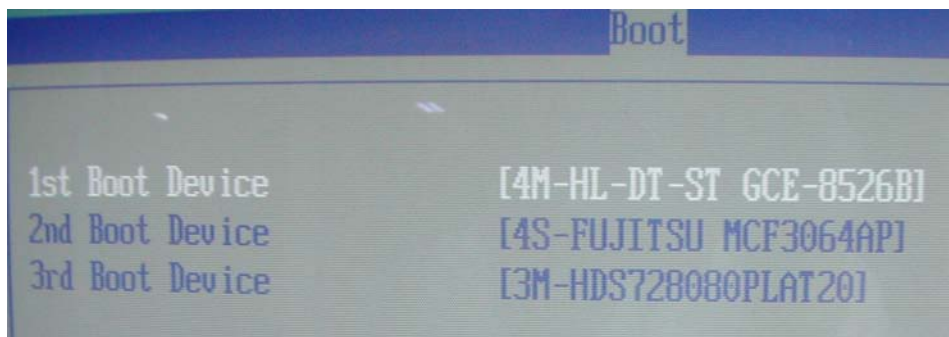 Boot
1st Boot Device [4M-HL-DT-ST GCE-8526B]
2nd Boot Device [4S-FUJITSU MCF3064AP]
3rd Boot Device [3M-HDS728080PLAT20]